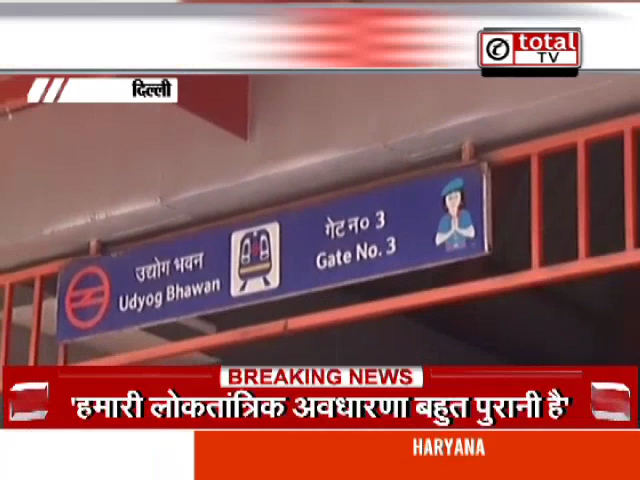 total
TV
दिल्ली
उद्योग भवन
Udyog Bhawan
गेट न० 3
Gate No. 3
BREAKING NEWS
'हमारी लोकतांत्रिक अवधारणा बहुत पुरानी है'
HARYANA